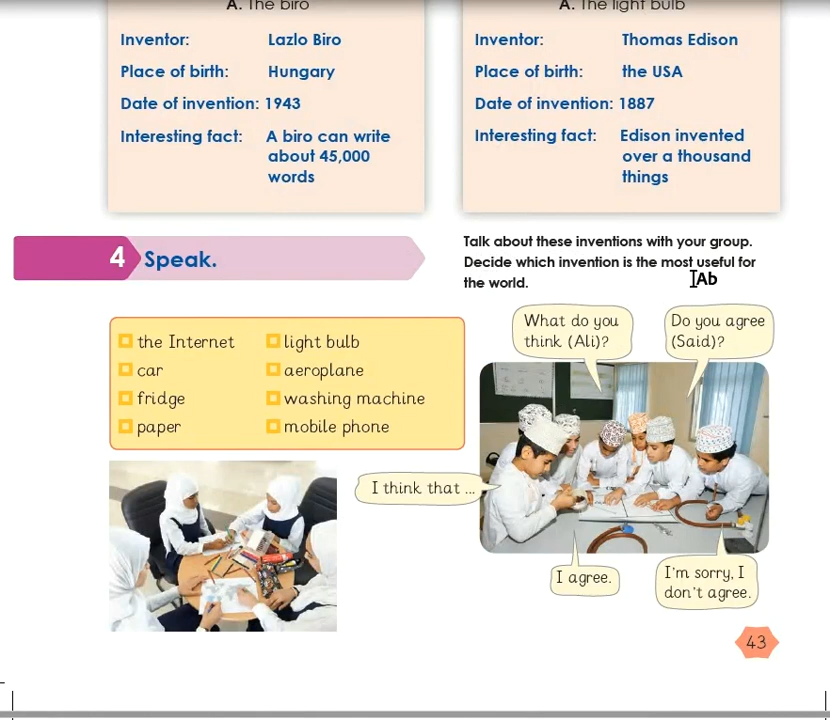 A. The biro
Inventor: Lazlo Biro
Place of birth: Hungary
Date of invention: 1943
Interesting fact: A biro can write
about 45,000
words
A. The light bulb
Inventor: Thomas Edison
Place of birth: the USA
Date of invention: 1887
Interesting fact: Edison invented
over a thousand
things
4 Speak.
Talk about these inventions with your group.
Decide which invention is the most useful for
the world.
Ab
the Internet
light bulb
car
aeroplane
fridge
washing machine
paper
mobile phone
What do you
think (Ali)?
Do you agree
(Said)?
I think that ...
I agree.
I'm sorry, I
don't agree.
43